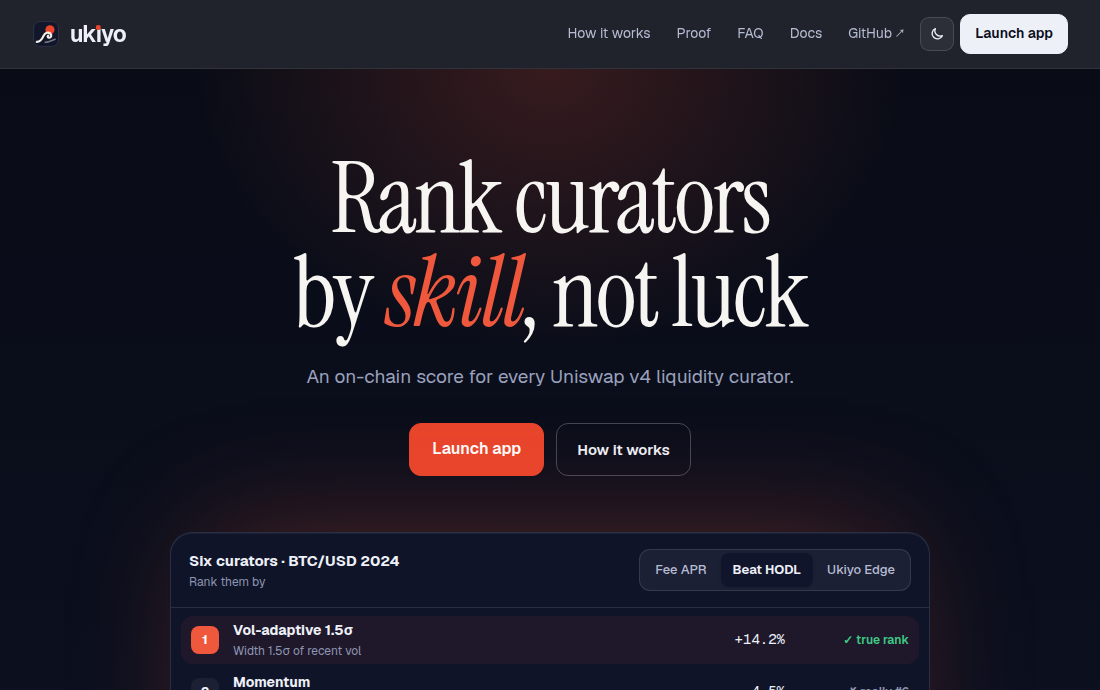 ukiyo
How it works
Proof
FAQ
Docs
GitHub ↗
Launch app
Rank curators
by skill, not luck
An on-chain score for every Uniswap v4 liquidity curator.
Launch app
How it works
Six curators · BTC/USD 2024
Rank them by
Fee APR
Beat HODL
Ukiyo Edge
1
Vol-adaptive 1.5σ
Width 1.5σ of recent vol
+14.2%
✓ true rank
Momentum